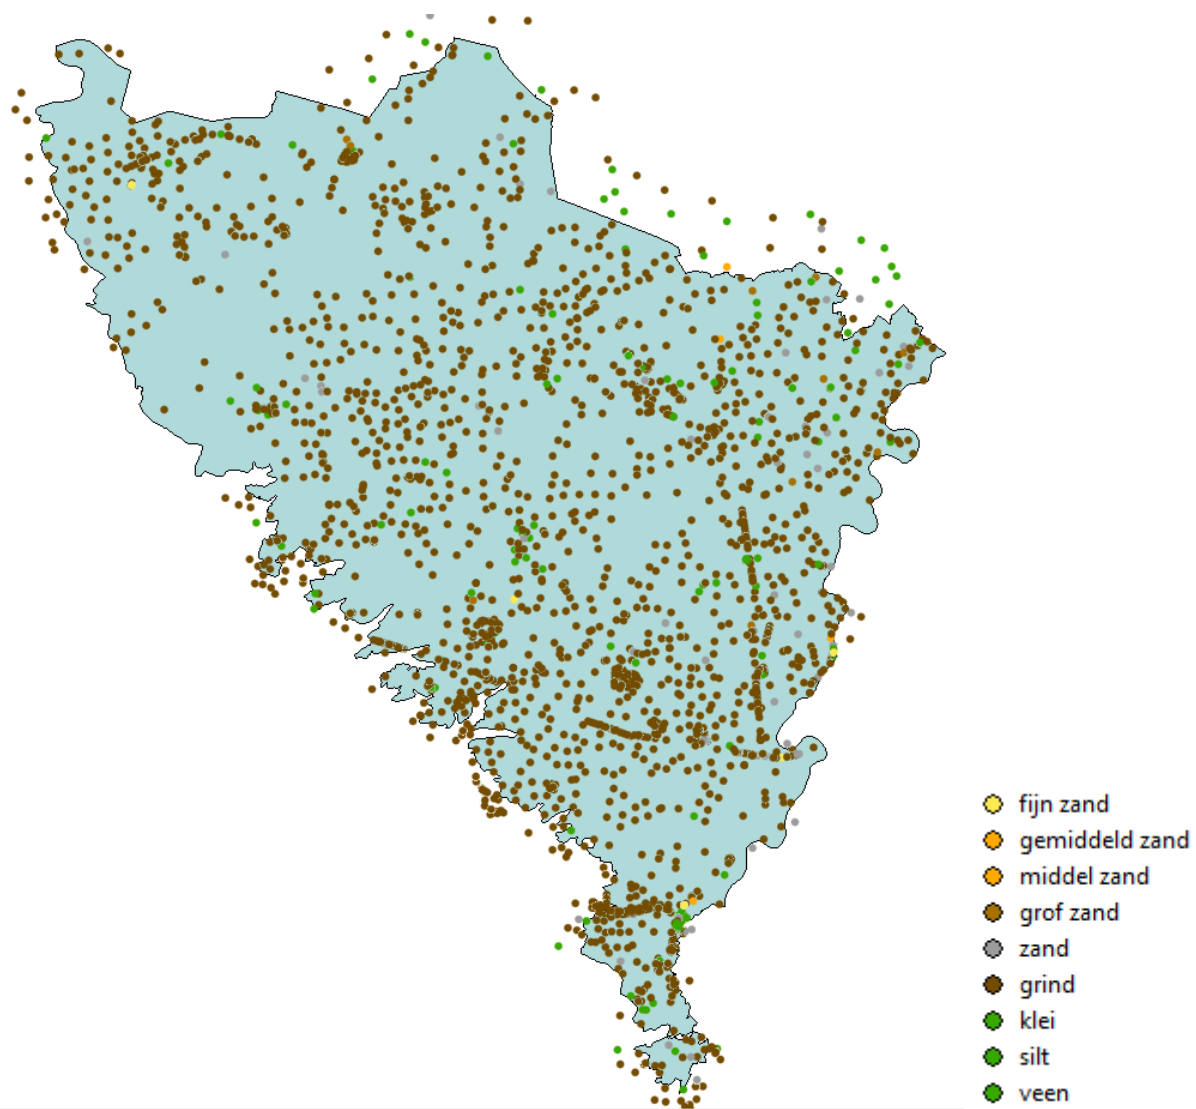 fijn zand
gemiddeld zand
middel zand
grof zand
zand
grind
klei
silt
veen